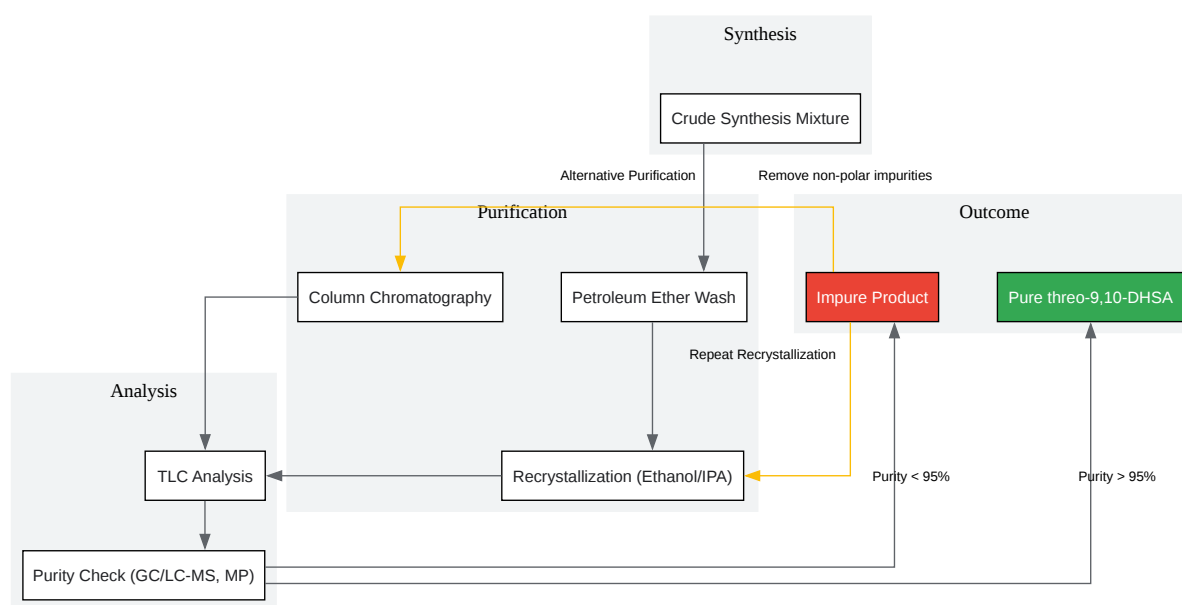 Synthesis
Crude Synthesis Mixture
Alternative Purification
Remove non-polar impurities
Purification
Outcome
Column Chromatography
Petroleum Ether Wash
Impure Product
Pure threo-9,10-DHSA
Repeat Recrystallization
Analysis
TLC Analysis
Recrystallization (Ethanol/IPA)
Purity < 95%
Purity > 95%
Purity Check (GC/LC-MS, MP)